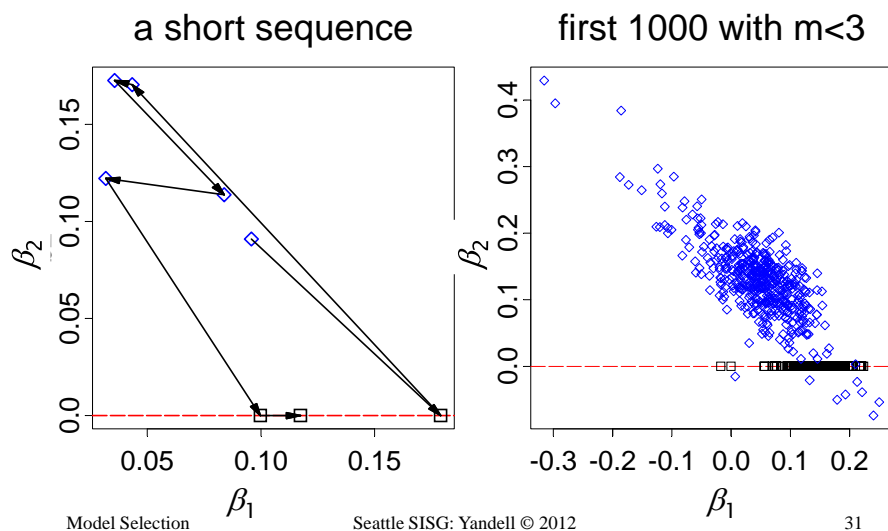 a short sequence
first 1000 with m<3
β2
0.15
0.10
0.05
0.0
0.05
0.10
0.15
β1
β2
0.4
0.3
0.2
0.1
0.0
-0.3
-0.2
-0.1
0.0
0.1
0.2
β1
Model Selection
Seattle SISG: Yandell © 2012
31